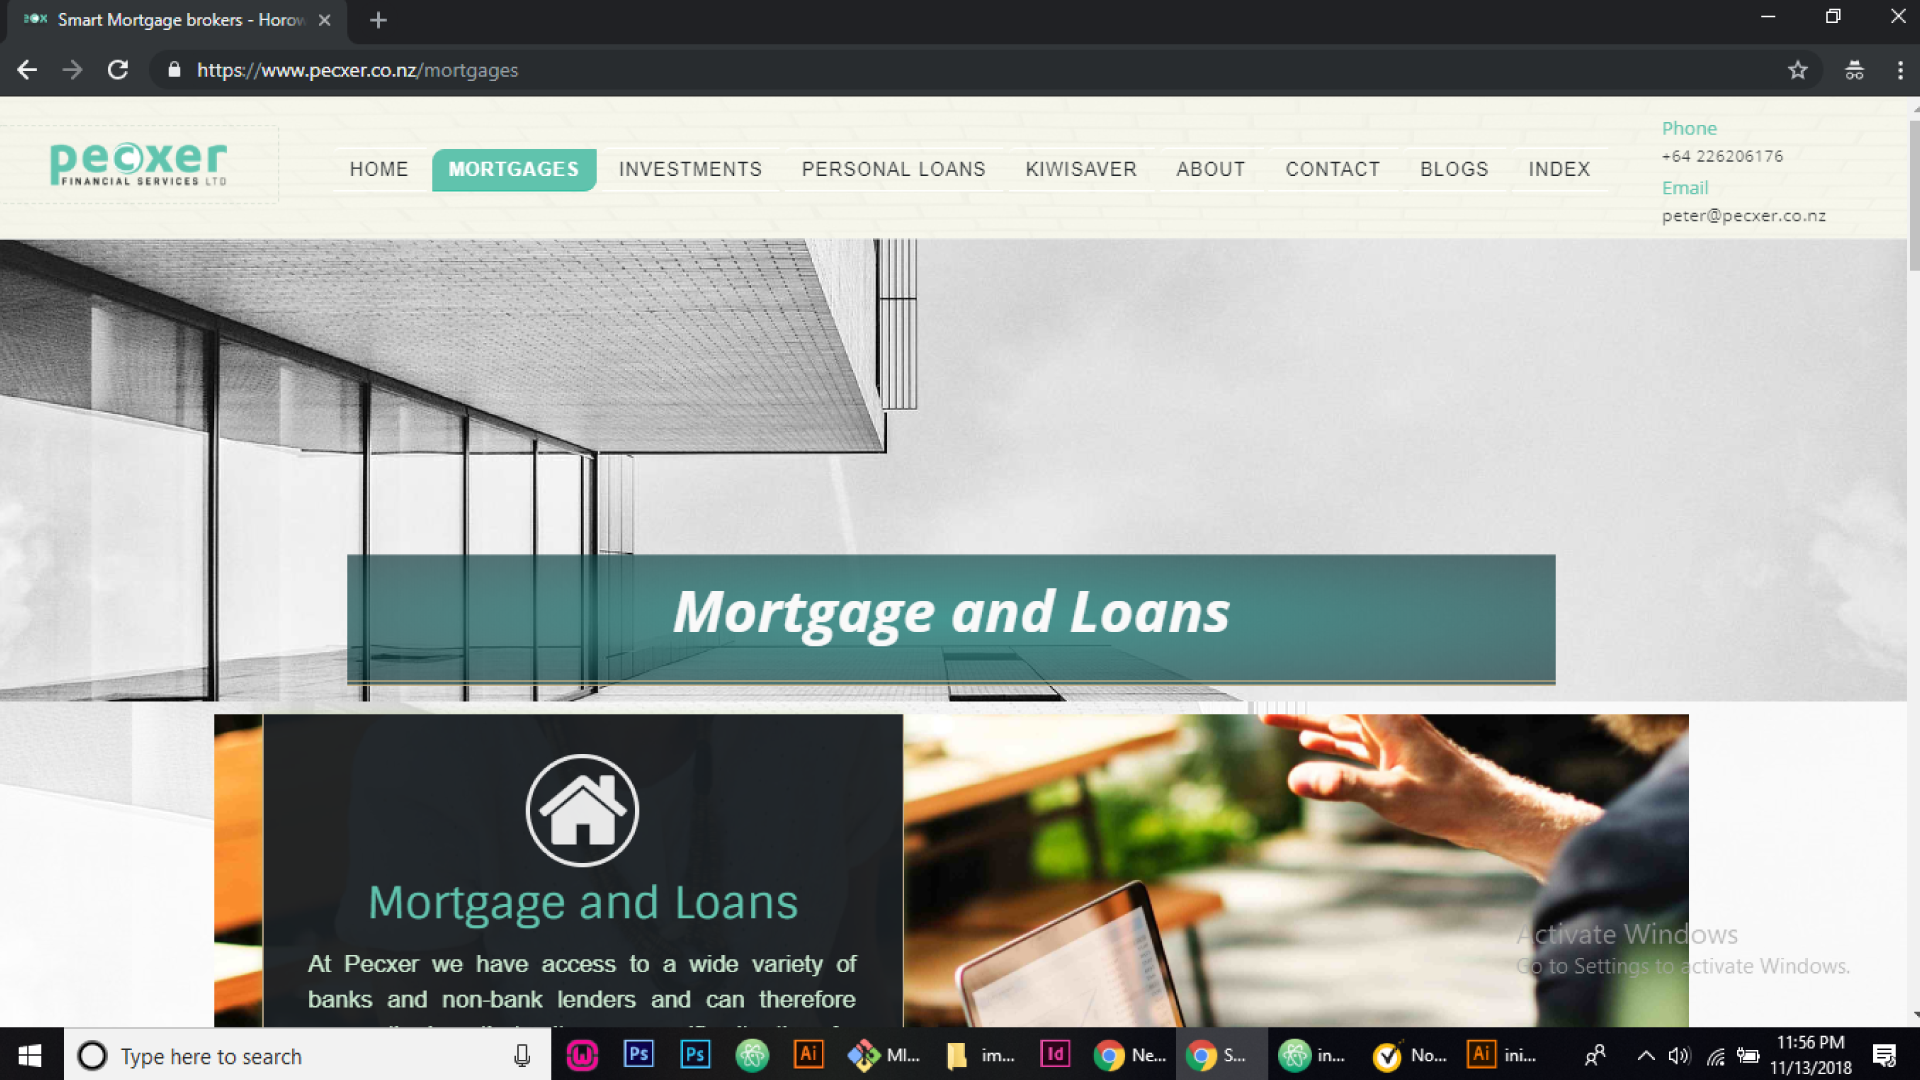 Smart Mortgage brokers - Horow
https://www.pecxer.co.nz/mortgages
pecxer
FINANCIAL SERVICES LTD
HOME MORTGAGES INVESTMENTS PERSONAL LOANS KIWISAVER ABOUT CONTACT BLOGS INDEX
Phone
+64 226206176
Email
peter@pecxer.co.nz
Mortgage and Loans
Mortgage and Loans
At Pecxer we have access to a wide variety of
banks and non-bank lenders and can therefore
Activate Windows
Go to Settings to activate Windows.
Type here to search
Ps Ps Ai MI... im... Id Ne... S... in... No... Ai ini...
11:56 PM
11/13/2018